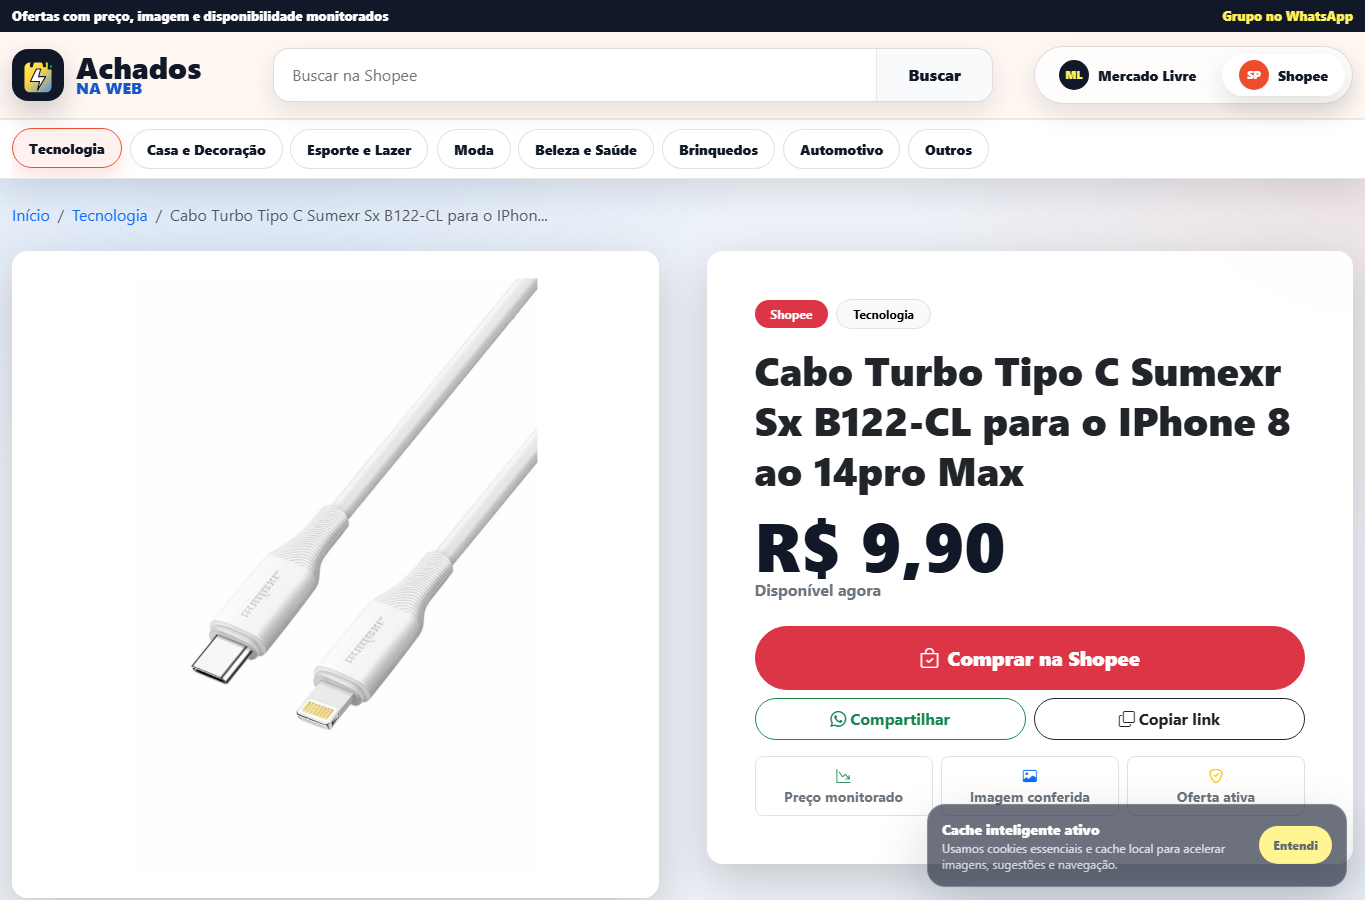 Ofertas com preço, imagem e disponibilidade monitorados
Grupo no WhatsApp
Achados
NA WEB
Buscar na Shopee
Buscar
ML
Mercado Livre
SP
Shopee
Tecnologia
Casa e Decoração
Esporte e Lazer
Moda
Beleza e Saúde
Brinquedos
Automotivo
Outros
Início / Tecnologia / Cabo Turbo Tipo C Sumexr Sx B122-CL para o IPhon...
sumexr
sumexr
Shopee
Tecnologia
Cabo Turbo Tipo C Sumexr
Sx B122-CL para o IPhone 8
ao 14pro Max
R$ 9,90
Disponível agora
Comprar na Shopee
Compartilhar
Copiar link
Preço monitorado
Imagem conferida
Oferta ativa
Cache inteligente ativo
Usamos cookies essenciais e cache local para acelerar
imagens, sugestões e navegação.
Entendi